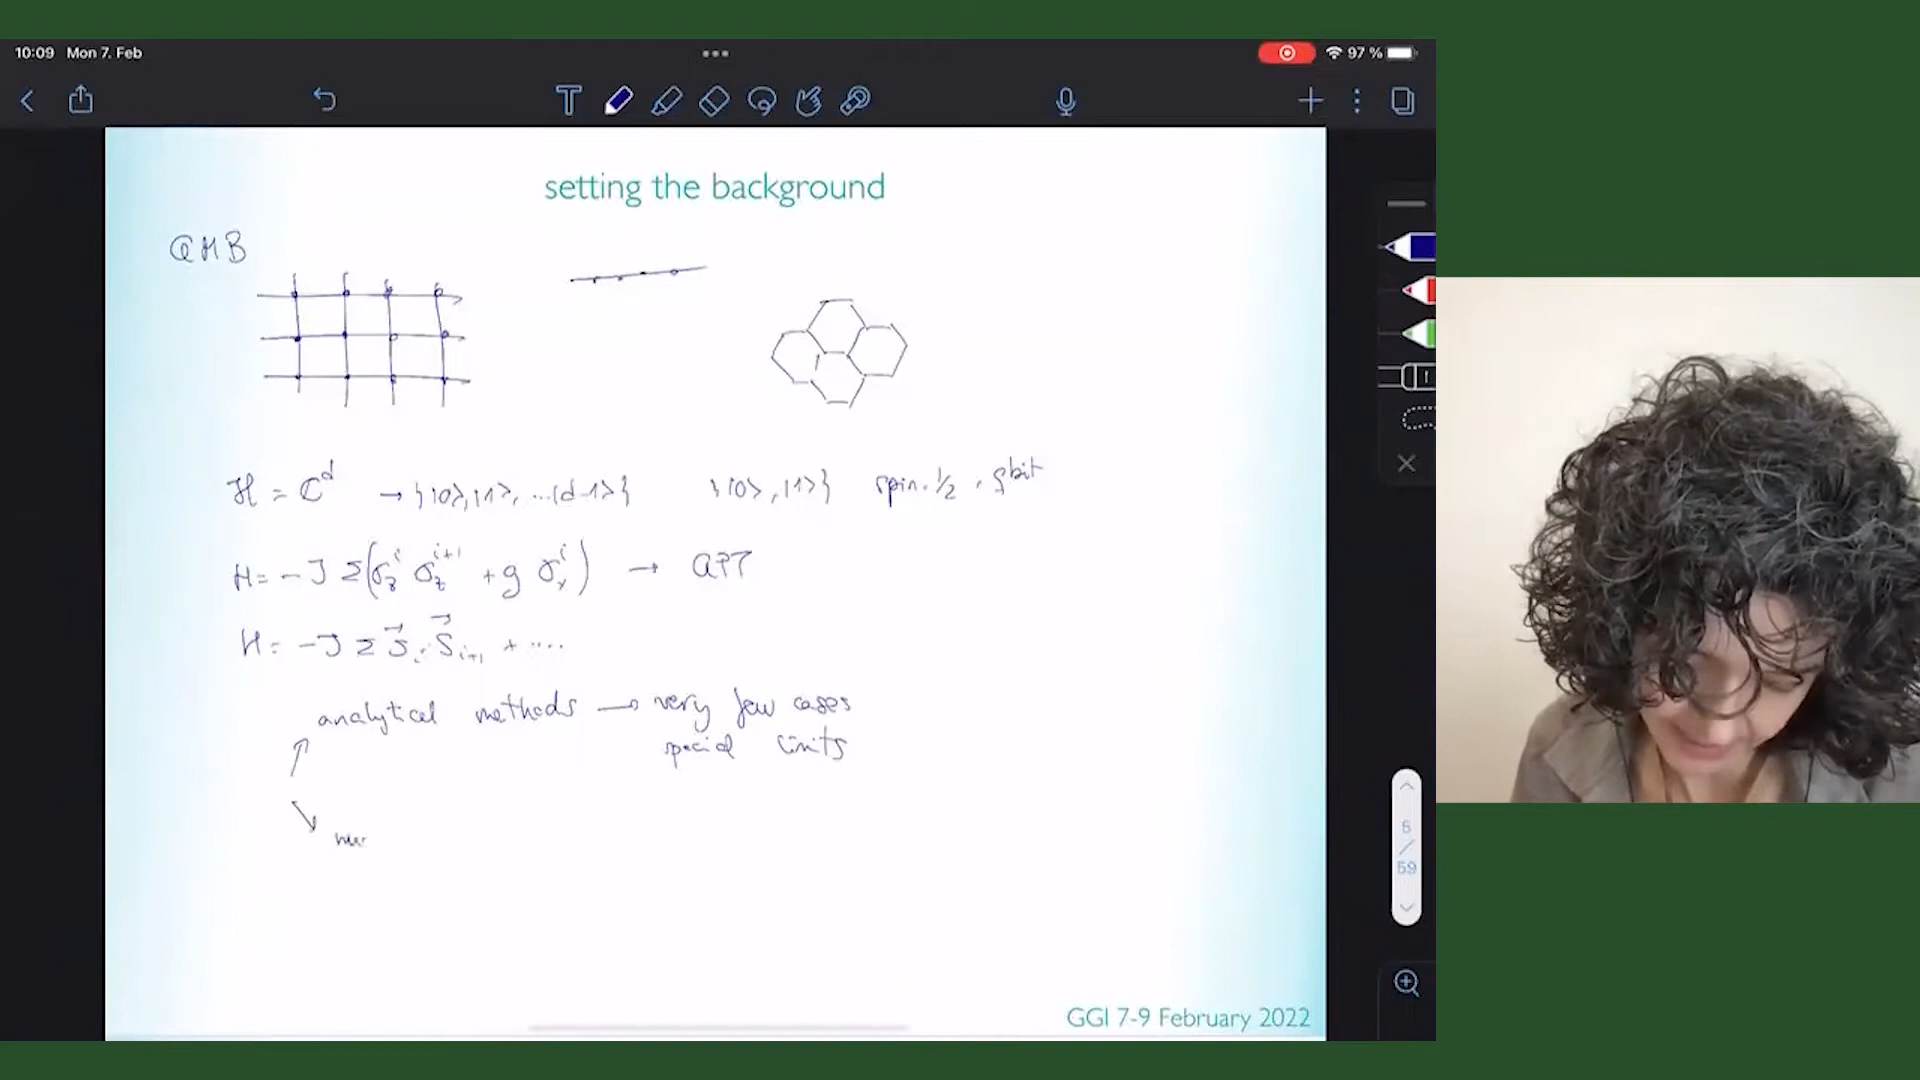 10:09 Mon 7. Feb
97 %
setting the background
QMB
ℋ = ℂ^d → {|0⟩,|1⟩, ...|d-1⟩} {|0⟩,|1⟩} spin-1/2, qbit
H = -J Σ(σ_z^i σ_z^{i+1} + g σ_x^i) → QPT
H = -J Σ S⃗_i · S⃗_{i+1} + ....
analytical methods → very few cases
special limits
5
/
59
GGI 7-9 February 2022